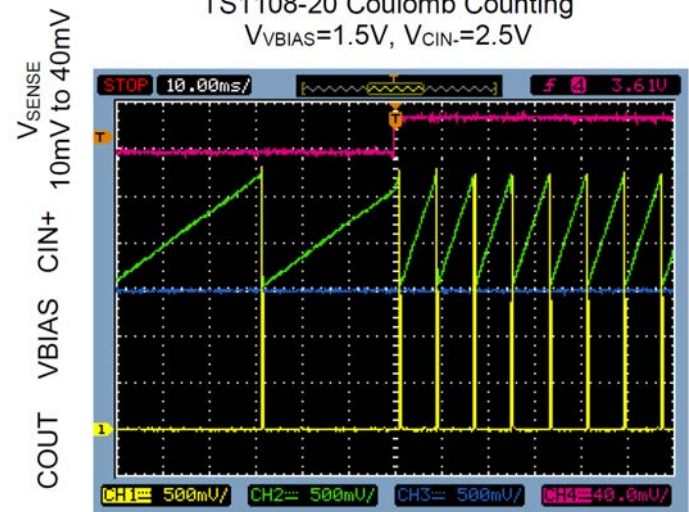 TS1108-20 Coulomb Counting
VVBIAS=1.5V, VCIN-=2.5V
VSENSE
10mV to 40mV
CIN+
VBIAS
COUT
STOP 10.00ms/ T 4 3.61V
T
T
1
CH1 500mV/ CH2 500mV/ CH3 500mV/ CH4 40.0mV/